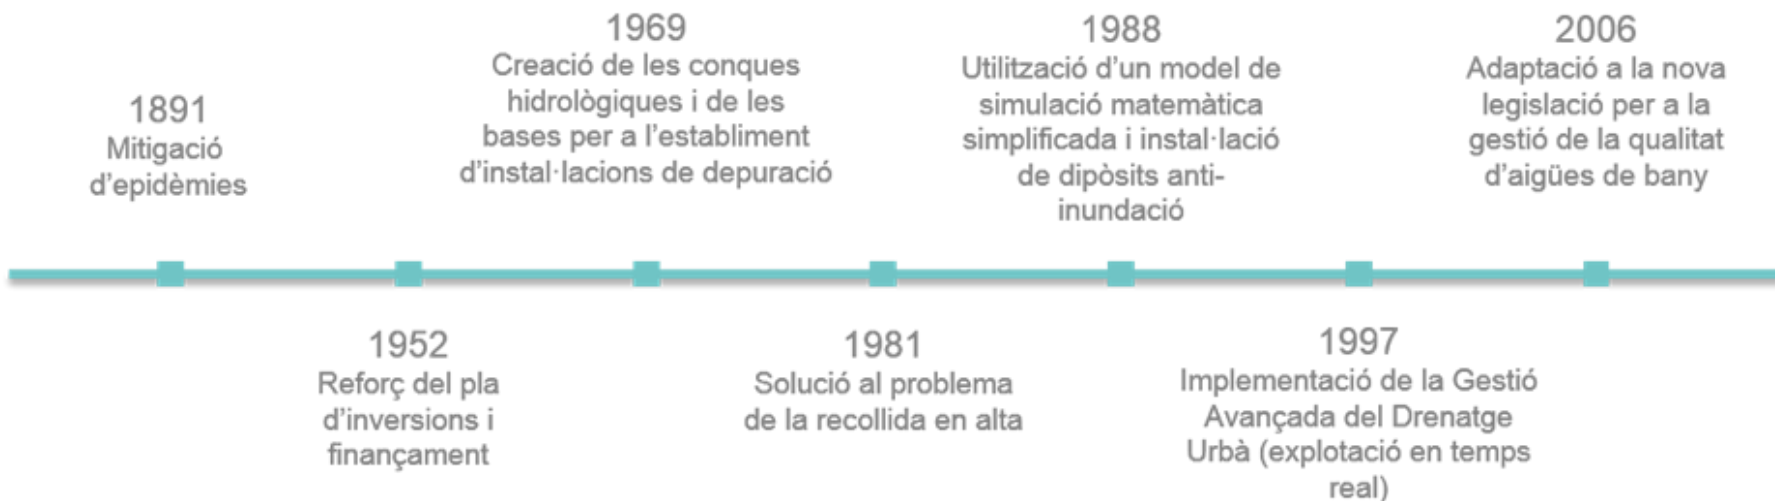 1891
Mitigació
d'epidèmies
1952
Reforç del pla
d'inversions i
finançament
1969
Creació de les conques
hidrològiques i de les
bases per a l'establiment
d'instal·lacions de depuració
1981
Solució al problema
de la recollida en alta
1988
Utilització d'un model de
simulació matemàtica
simplificada i instal·lació
de dipòsits anti-
inundació
1997
Implementació de la Gestió
Avançada del Drenatge
Urbà (explotació en temps
real)
2006
Adaptació a la nova
legislació per a la
gestió de la qualitat
d'aigües de bany